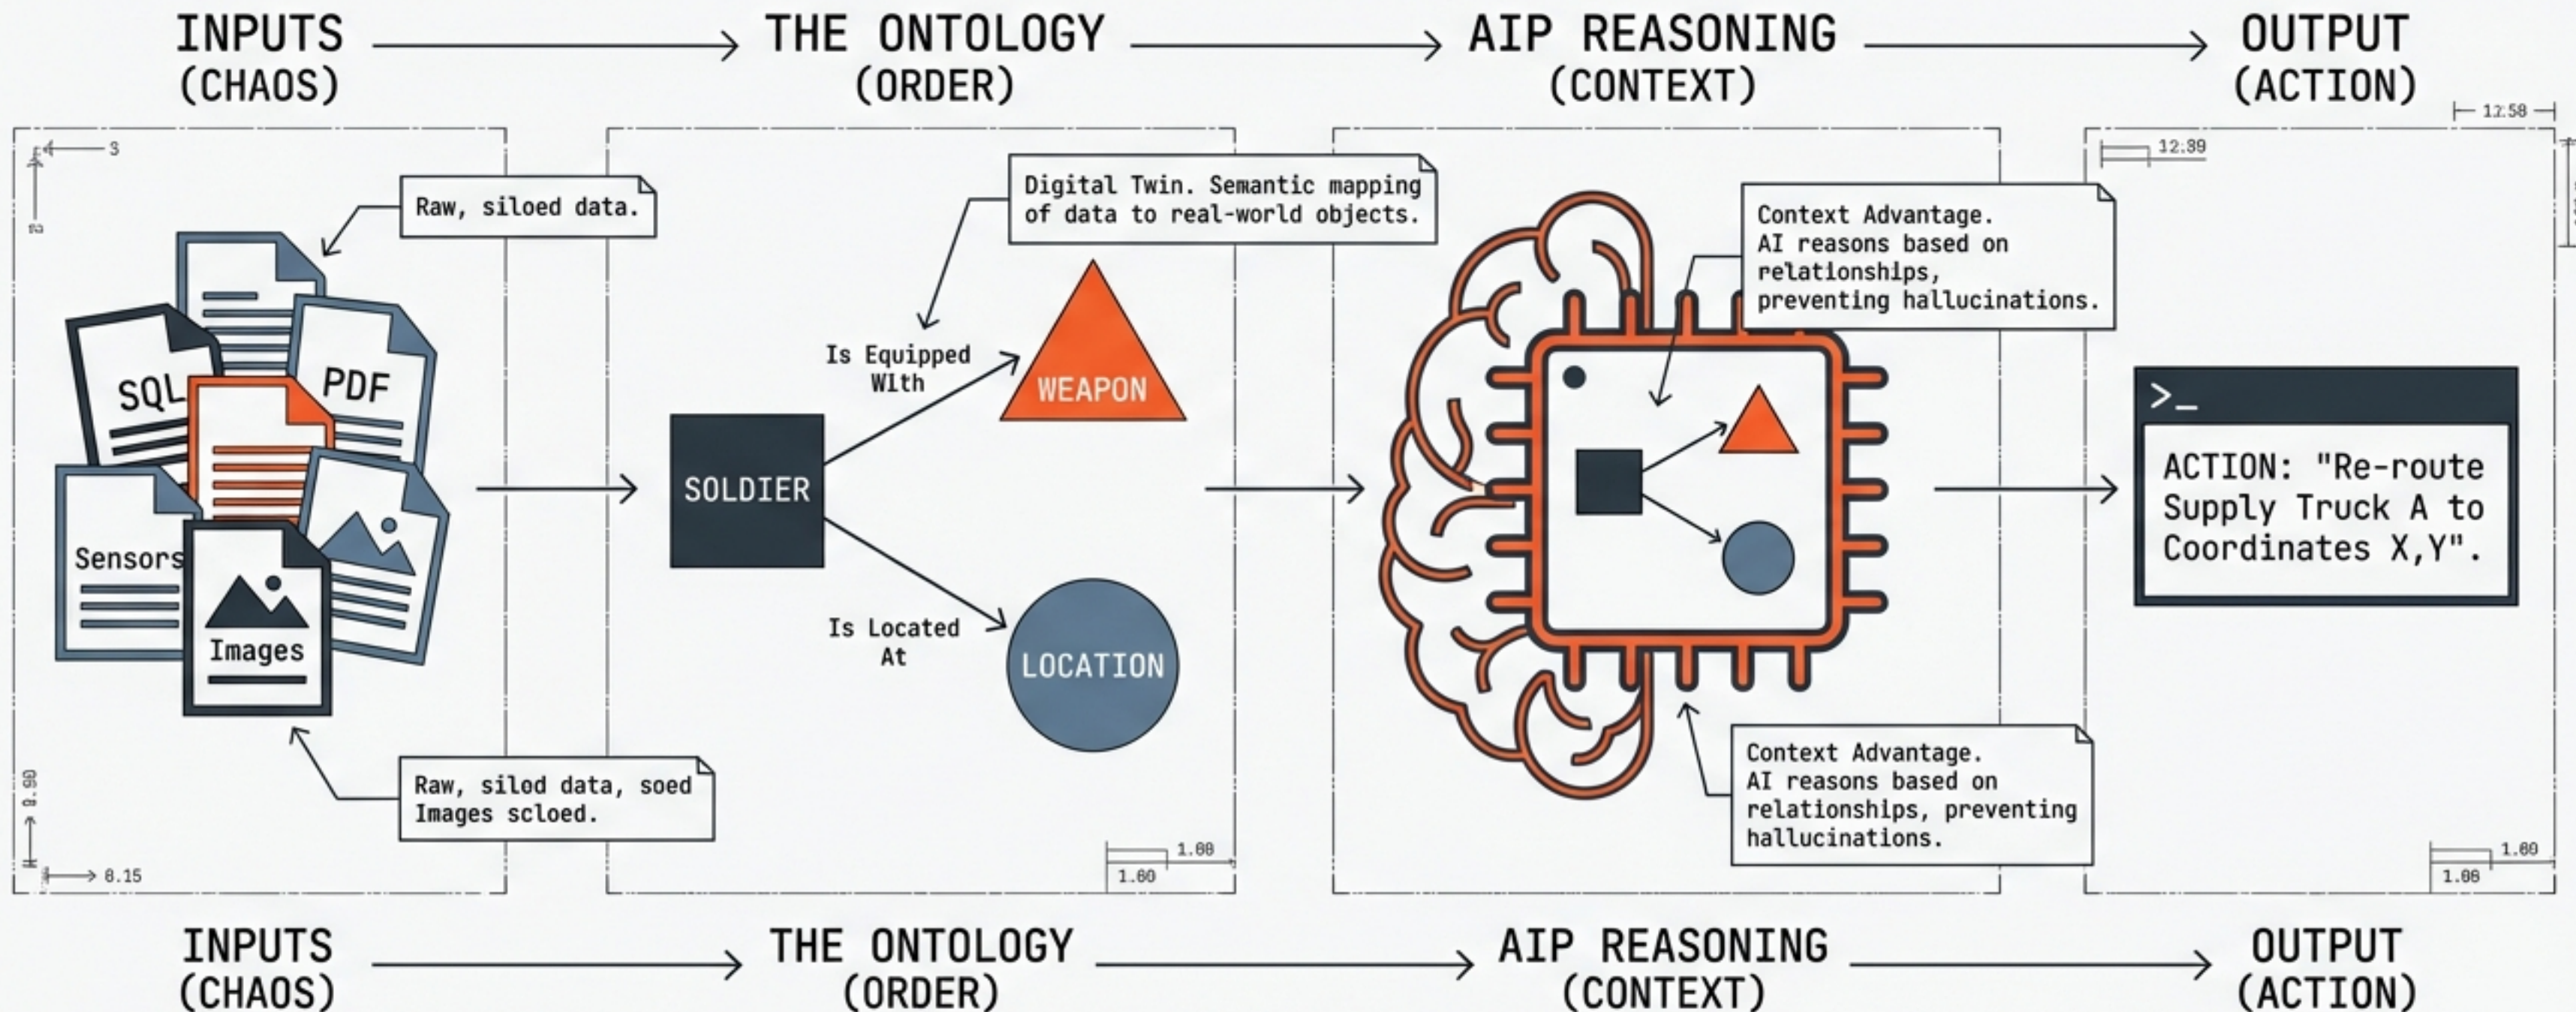 INPUTS
(CHAOS)
THE ONTOLOGY
(ORDER)
AIP REASONING
(CONTEXT)
OUTPUT
(ACTION)
3
Raw, siloed data.
SQL
PDF
Sensors
Images
Raw, silod data, soed
Images scloed.
8.15
Digital Twin. Semantic mapping
of data to real-world objects.
Is Equipped
WIth
WEAPON
SOLDIER
Is Located
At
LOCATION
1.08
1.60
Context Advantage.
AI reasons based on
relationships,
preventing hallucinations.
Context Advantage.
AI reasons based on
relationships, preventing
hallucinations.
12.58
12.89
>_
ACTION: "Re-route
Supply Truck A to
Coordinates X,Y".
1.60
1.08
INPUTS
(CHAOS)
THE ONTOLOGY
(ORDER)
AIP REASONING
(CONTEXT)
OUTPUT
(ACTION)